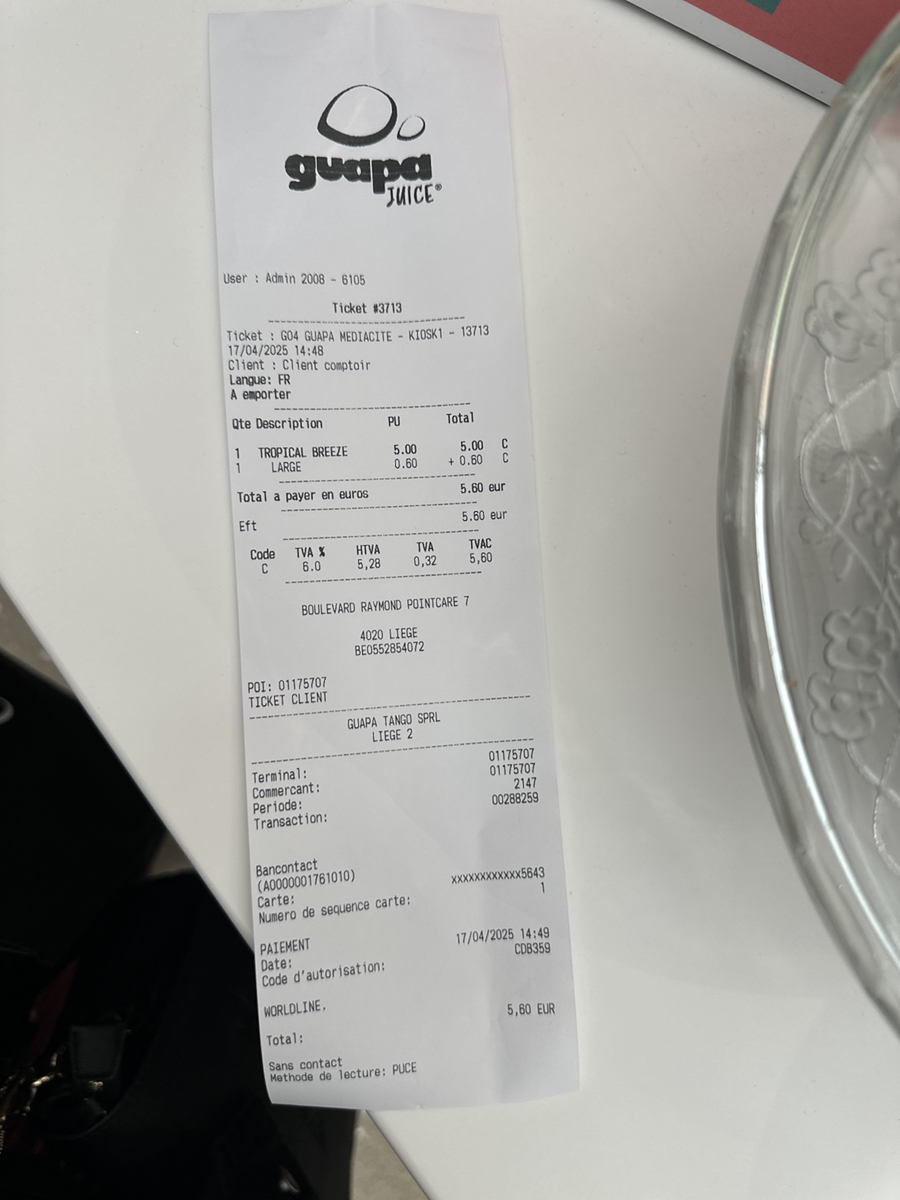 guapa
JUICE®
User : Admin 2008 - 6105
Ticket #3713
Ticket : G04 GUAPA MEDIACITE - KIOSK1 - 13713
17/04/2025 14:48
Client : Client comptoir
Langue: FR
A emporter
Qte Description PU Total
1 TROPICAL BREEZE 5.00 5.00 C
1 LARGE 0.60 + 0.60 C
Total a payer en euros 5.60 eur
Eft 5.60 eur
Code TVA % HTVA TVA TVAC
C 6.0 5,28 0,32 5,60
BOULEVARD RAYMOND POINTCARE 7
4020 LIEGE
BE0552854072
POI: 01175707
TICKET CLIENT
GUAPA TANGO SPRL
LIEGE 2
Terminal: 01175707
Commercant: 01175707
Periode: 2147
Transaction: 00288259
Bancontact
(A0000001761010)
Carte: xxxxxxxxxxxx5643
Numero de sequence carte: 1
PAIEMENT
Date: 17/04/2025 14:49
Code d'autorisation: CDB359
WORLDLINE.
Total: 5,60 EUR
Sans contact
Methode de lecture: PUCE